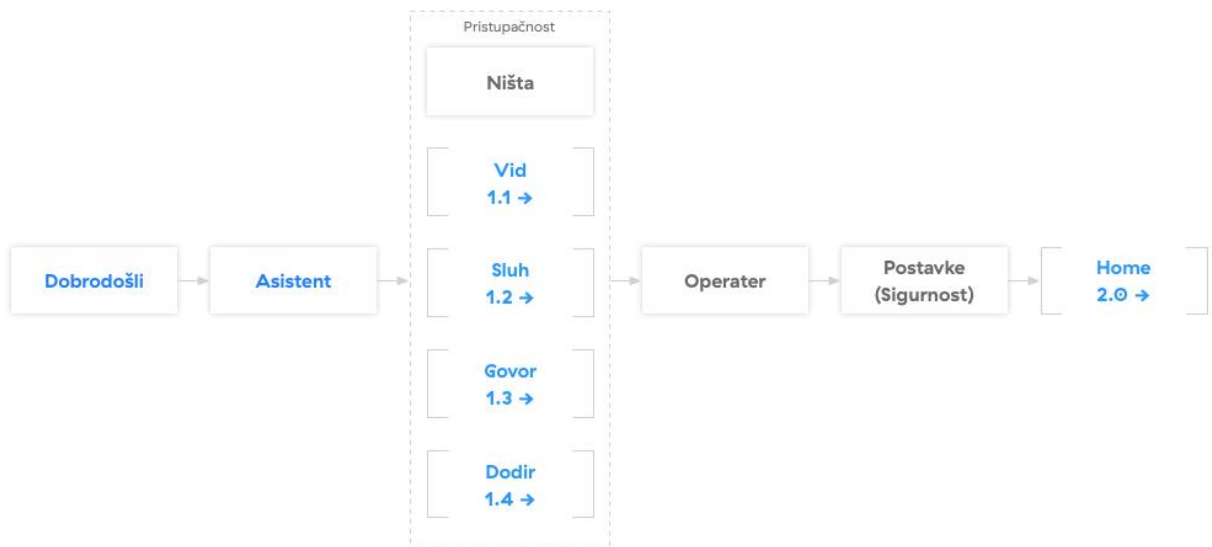 Pristupačnost
Ništa
Vid
1.1 →
Dobrodošli
Asistent
Sluh
1.2 →
Operater
Postavke
(Sigurnost)
Home
2.0 →
Govor
1.3 →
Dodir
1.4 →